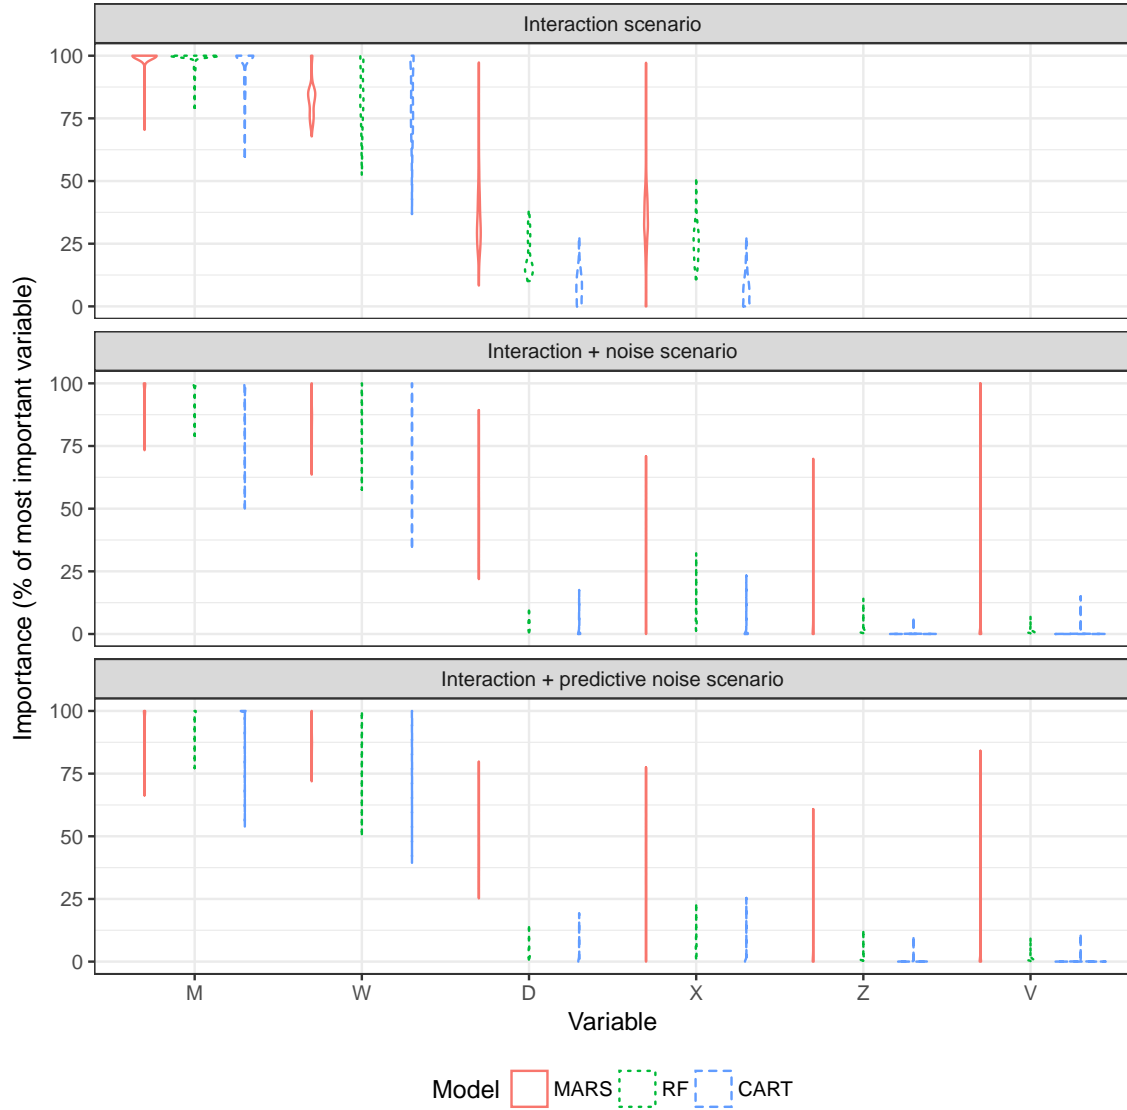 Interaction scenario
100
75
50
25
0
Interaction + noise scenario
100
75
50
25
0
Interaction + predictive noise scenario
100
75
50
25
0
Importance (% of most important variable)
M W D X Z V
Variable
Model MARS RF CART